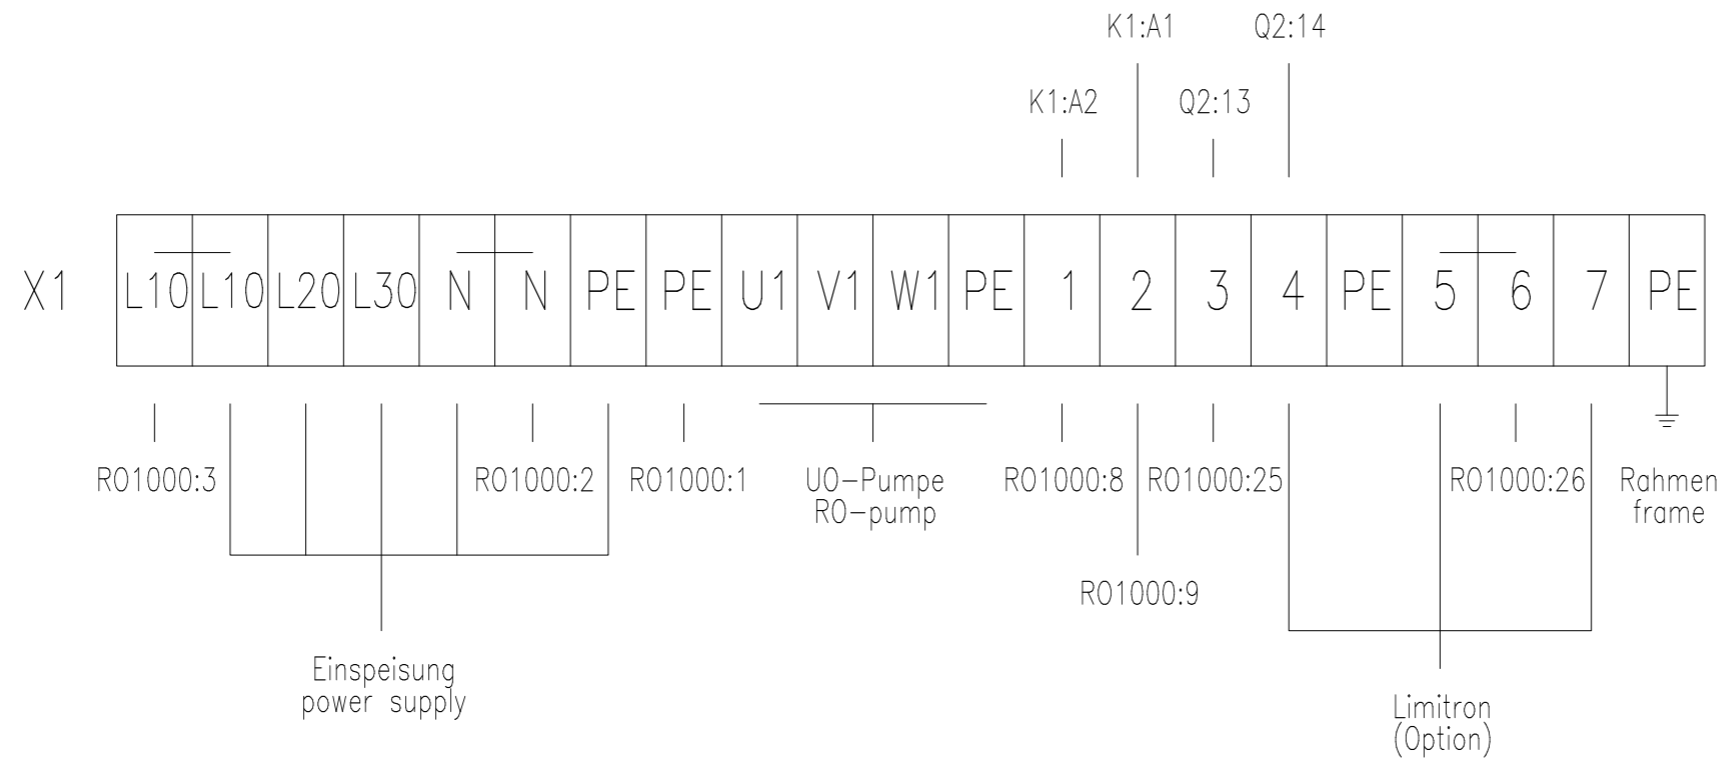 K1:A1 Q2:14
K1:A2 Q2:13
X1 L10 L10 L20 L30 N N PE PE U1 V1 W1 PE 1 2 3 4 PE 5 6 7 PE
RO1000:3 RO1000:2 RO1000:1 UO-Pumpe RO1000:8 RO1000:25 RO1000:26 Rahmen
RO-pump frame
RO1000:9
Einspeisung
power supply
Limitron
(Option)